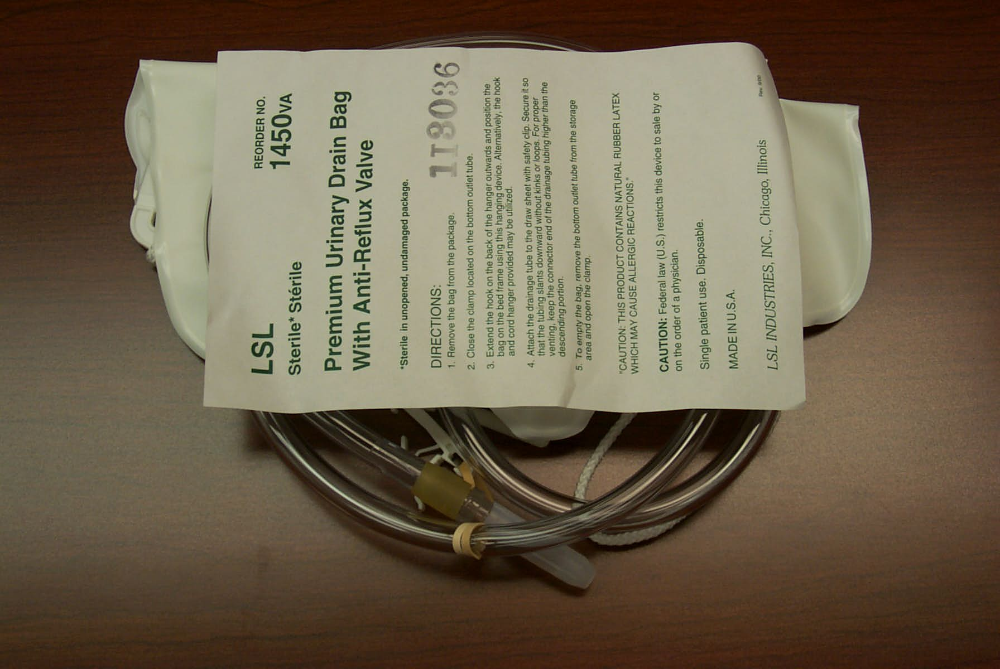 LSL
REORDER NO.
Sterile* Stérile
1450VA
Premium Urinary Drain Bag
With Anti-Reflux Valve
*Sterile in unopened, undamaged package.
DIRECTIONS:
1I3036
1. Remove the bag from the package.
2. Close the clamp located on the bottom outlet tube.
3. Extend the hook on the back of the hanger outwards and position the
bag on the bed frame using this hanging device. Alternatively, the hook
and cord hanger provided may be utilized.
4. Attach the drainage tube to the draw sheet with safety clip. Secure it so
that the tubing slants downward without kinks or loops. For proper
venting, keep the connector end of the drainage tubing higher than the
descending portion.
5. To empty the bag, remove the bottom outlet tube from the storage
area and open the clamp.
"CAUTION: THIS PRODUCT CONTAINS NATURAL RUBBER LATEX
WHICH MAY CAUSE ALLERGIC REACTIONS."
CAUTION: Federal law (U.S.) restricts this device to sale by or
on the order of a physician.
Single patient use. Disposable.
MADE IN U.S.A.
LSL INDUSTRIES, INC., Chicago, Illinois
Rev.